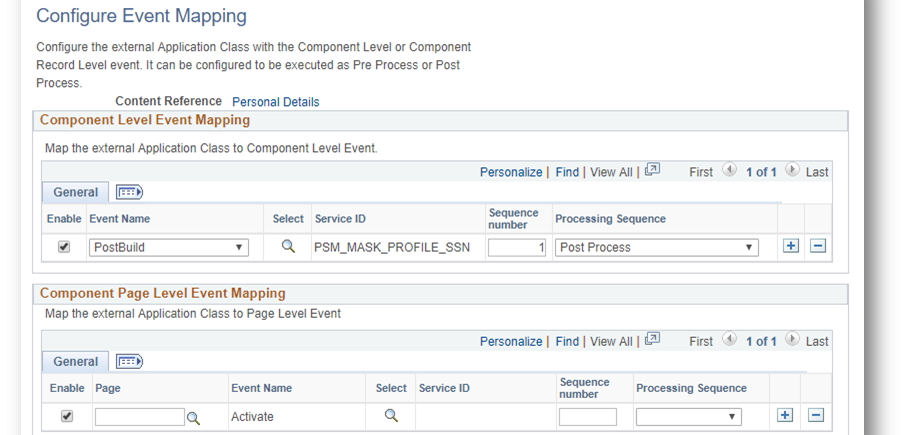 Configure Event Mapping
Configure the external Application Class with the Component Level or Component
Record Level event. It can be configured to be executed as Pre Process or Post
Process.
Content Reference Personal Details
Component Level Event Mapping
Map the external Application Class to Component Level Event.
Personalize | Find | View All | First 1 of 1 Last
General
Enable Event Name Select Service ID Sequence number Processing Sequence
PostBuild PSM_MASK_PROFILE_SSN 1 Post Process
Component Page Level Event Mapping
Map the external Application Class to Page Level Event
Personalize | Find | View All | First 1 of 1 Last
General
Enable Page Event Name Select Service ID Sequence number Processing Sequence
Activate